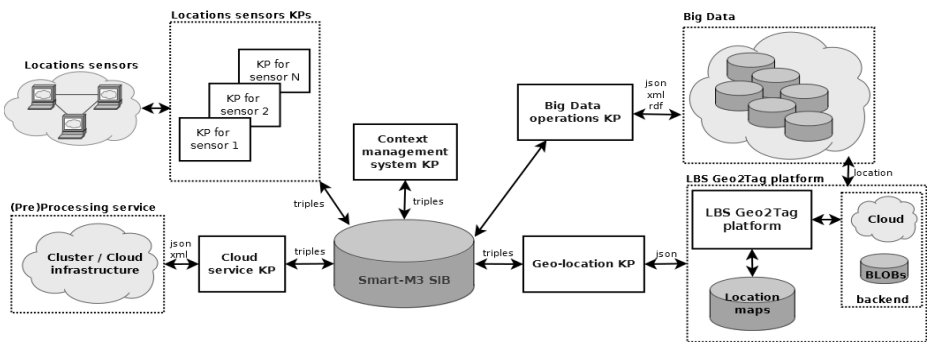 Locations sensors KPs
Big Data
Locations sensors
KP for
sensor N
KP for
sensor 2
KP for
sensor 1
json
xml
rdf
Big Data
operations KP
Context
management
system KP
triples
triples
location
LBS Geo2Tag platform
(Pre)Processing service
LBS Geo2Tag
platform
Cloud
Cluster / Cloud
infrastructure
json
xml
Cloud
service KP
triples
Smart-M3 SIB
triples
Geo-location KP
json
BLOBs
Location
maps
backend